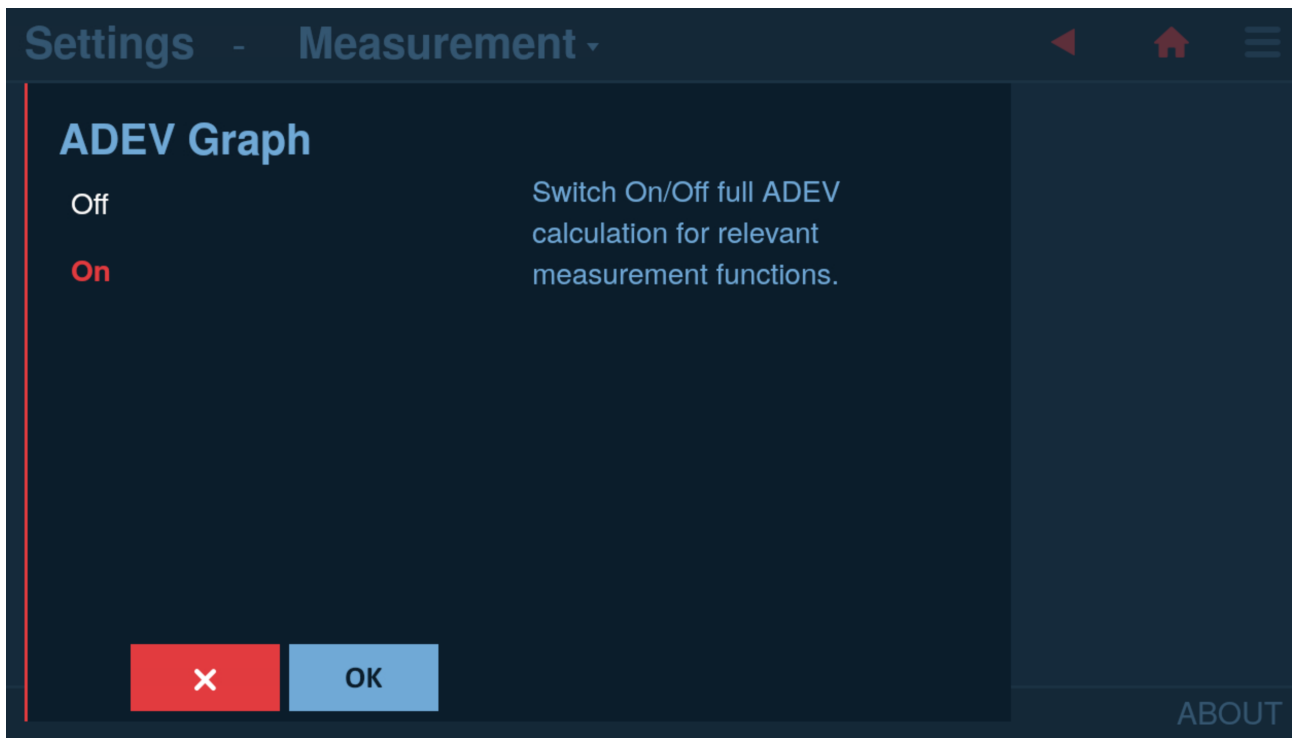 Settings - Measurement
ADEV Graph
Off
On
Switch On/Off full ADEV
calculation for relevant
measurement functions.
OK
ABOUT